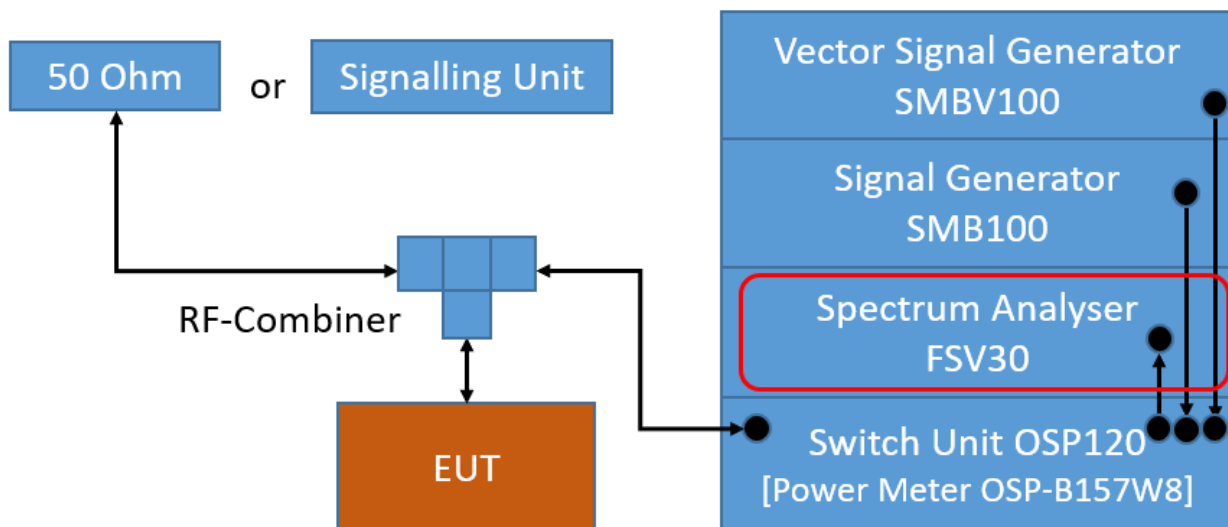 50 Ohm
or
Signalling Unit
RF-Combiner
EUT
Vector Signal Generator
SMBV100
Signal Generator
SMB100
Spectrum Analyser
FSV30
Switch Unit OSP120
[Power Meter OSP-B157W8]